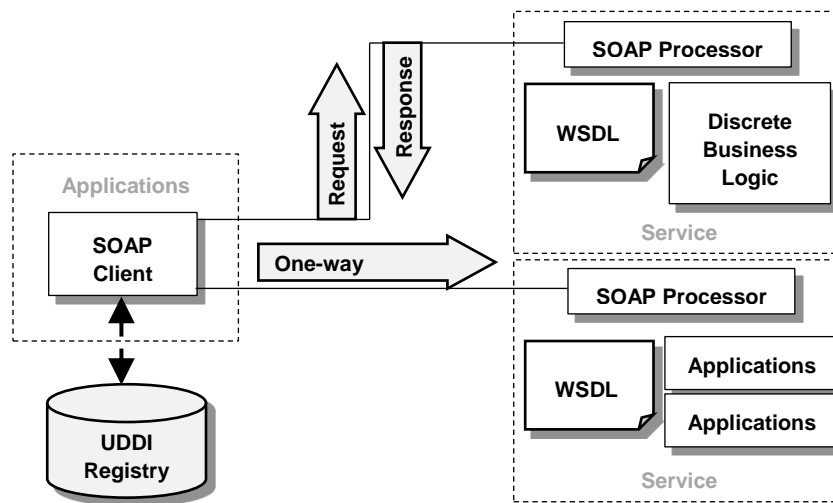 SOAP Processor
WSDL
Discrete
Business
Logic
Service
Request
Response
Applications
SOAP
Client
One-way
SOAP Processor
WSDL
Applications
Applications
Service
UDDI
Registry